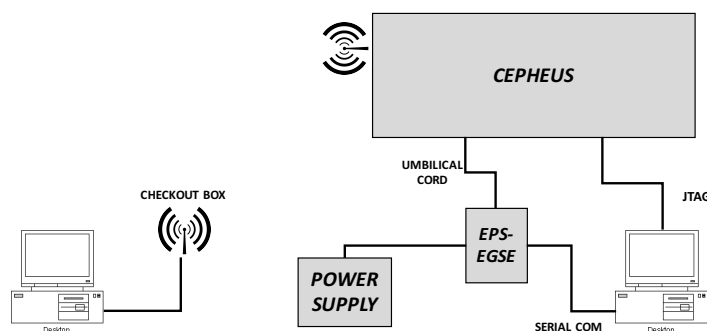 CEPHEUS
UMBILICAL
CORD
CHECKOUT BOX
JTAG
EPS-
EGSE
POWER
SUPPLY
Desktop
SERIAL COM
Desktop